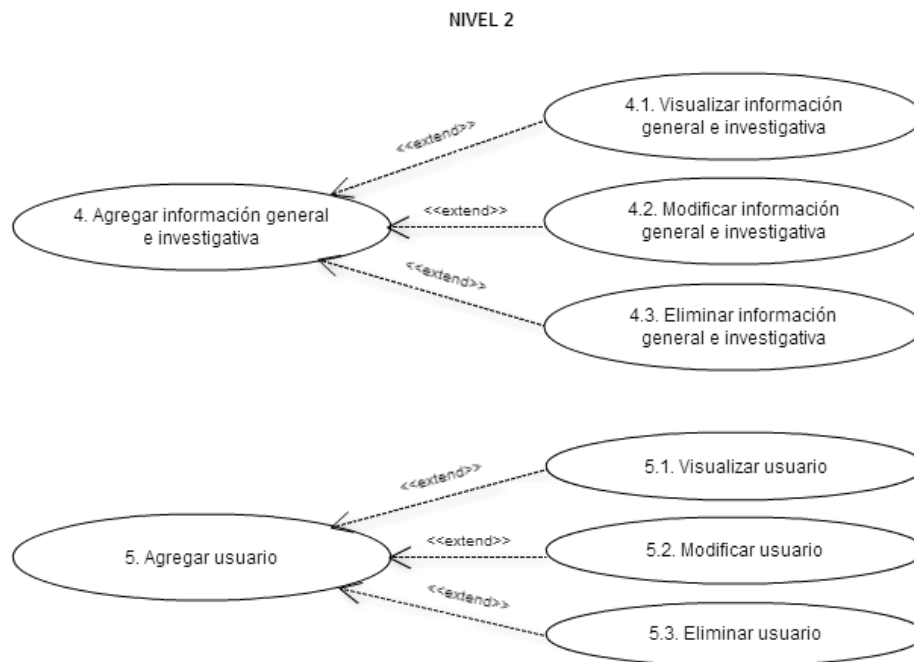 NIVEL 2
4.1. Visualizar información
general e investigativa
<<extend>>
4. Agregar información general
e investigativa
<<extend>>
4.2. Modificar información
general e investigativa
<<extend>>
4.3. Eliminar información
general e investigativa
5.1. Visualizar usuario
<<extend>>
5. Agregar usuario
<<extend>>
5.2. Modificar usuario
<<extend>>
5.3. Eliminar usuario